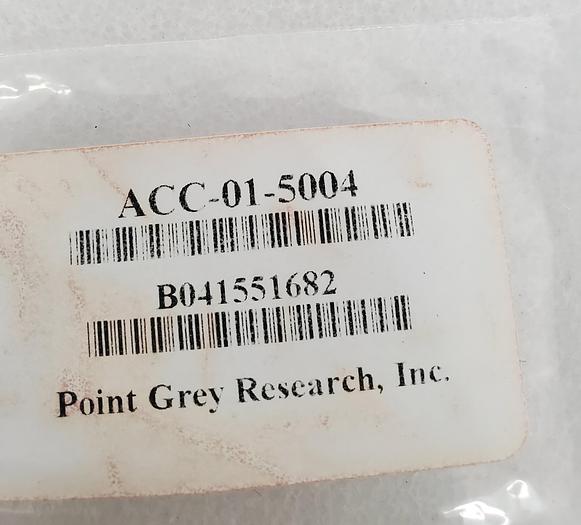 ACC-01-5004
B041551682
Point Grey Research, Inc.